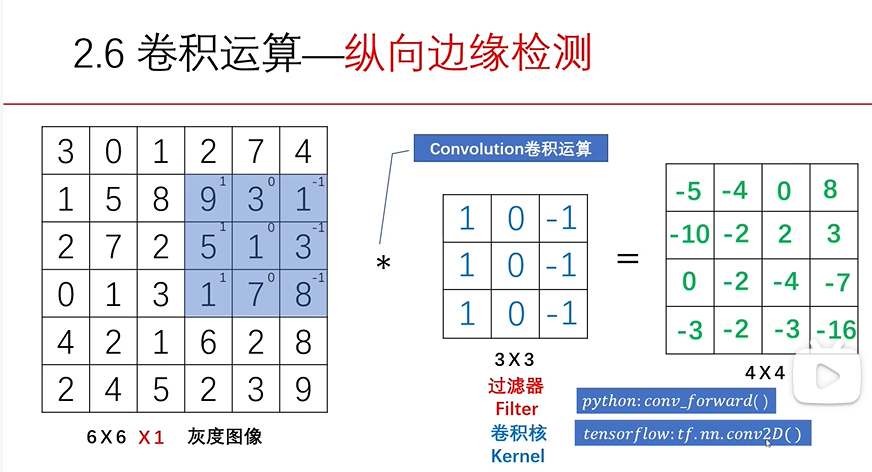 2.6 卷积运算—纵向边缘检测
Convolution卷积运算
3 0 1 2 7 4
1 5 8 9 1 3 0 1 -1
2 7 2 5 1 1 0 3 -1
0 1 3 1 1 7 0 8 -1
4 2 1 6 2 8
2 4 5 2 3 9
6 X 6 X 1 灰度图像
*
1 0 -1
1 0 -1
1 0 -1
3 X 3
过滤器
Filter
卷积核
Kernel
=
-5 -4 0 8
-10 -2 2 3
0 -2 -4 -7
-3 -2 -3 -16
4 X 4
python: conv_forward( )
tensorflow: tf.nn.conv2D( )